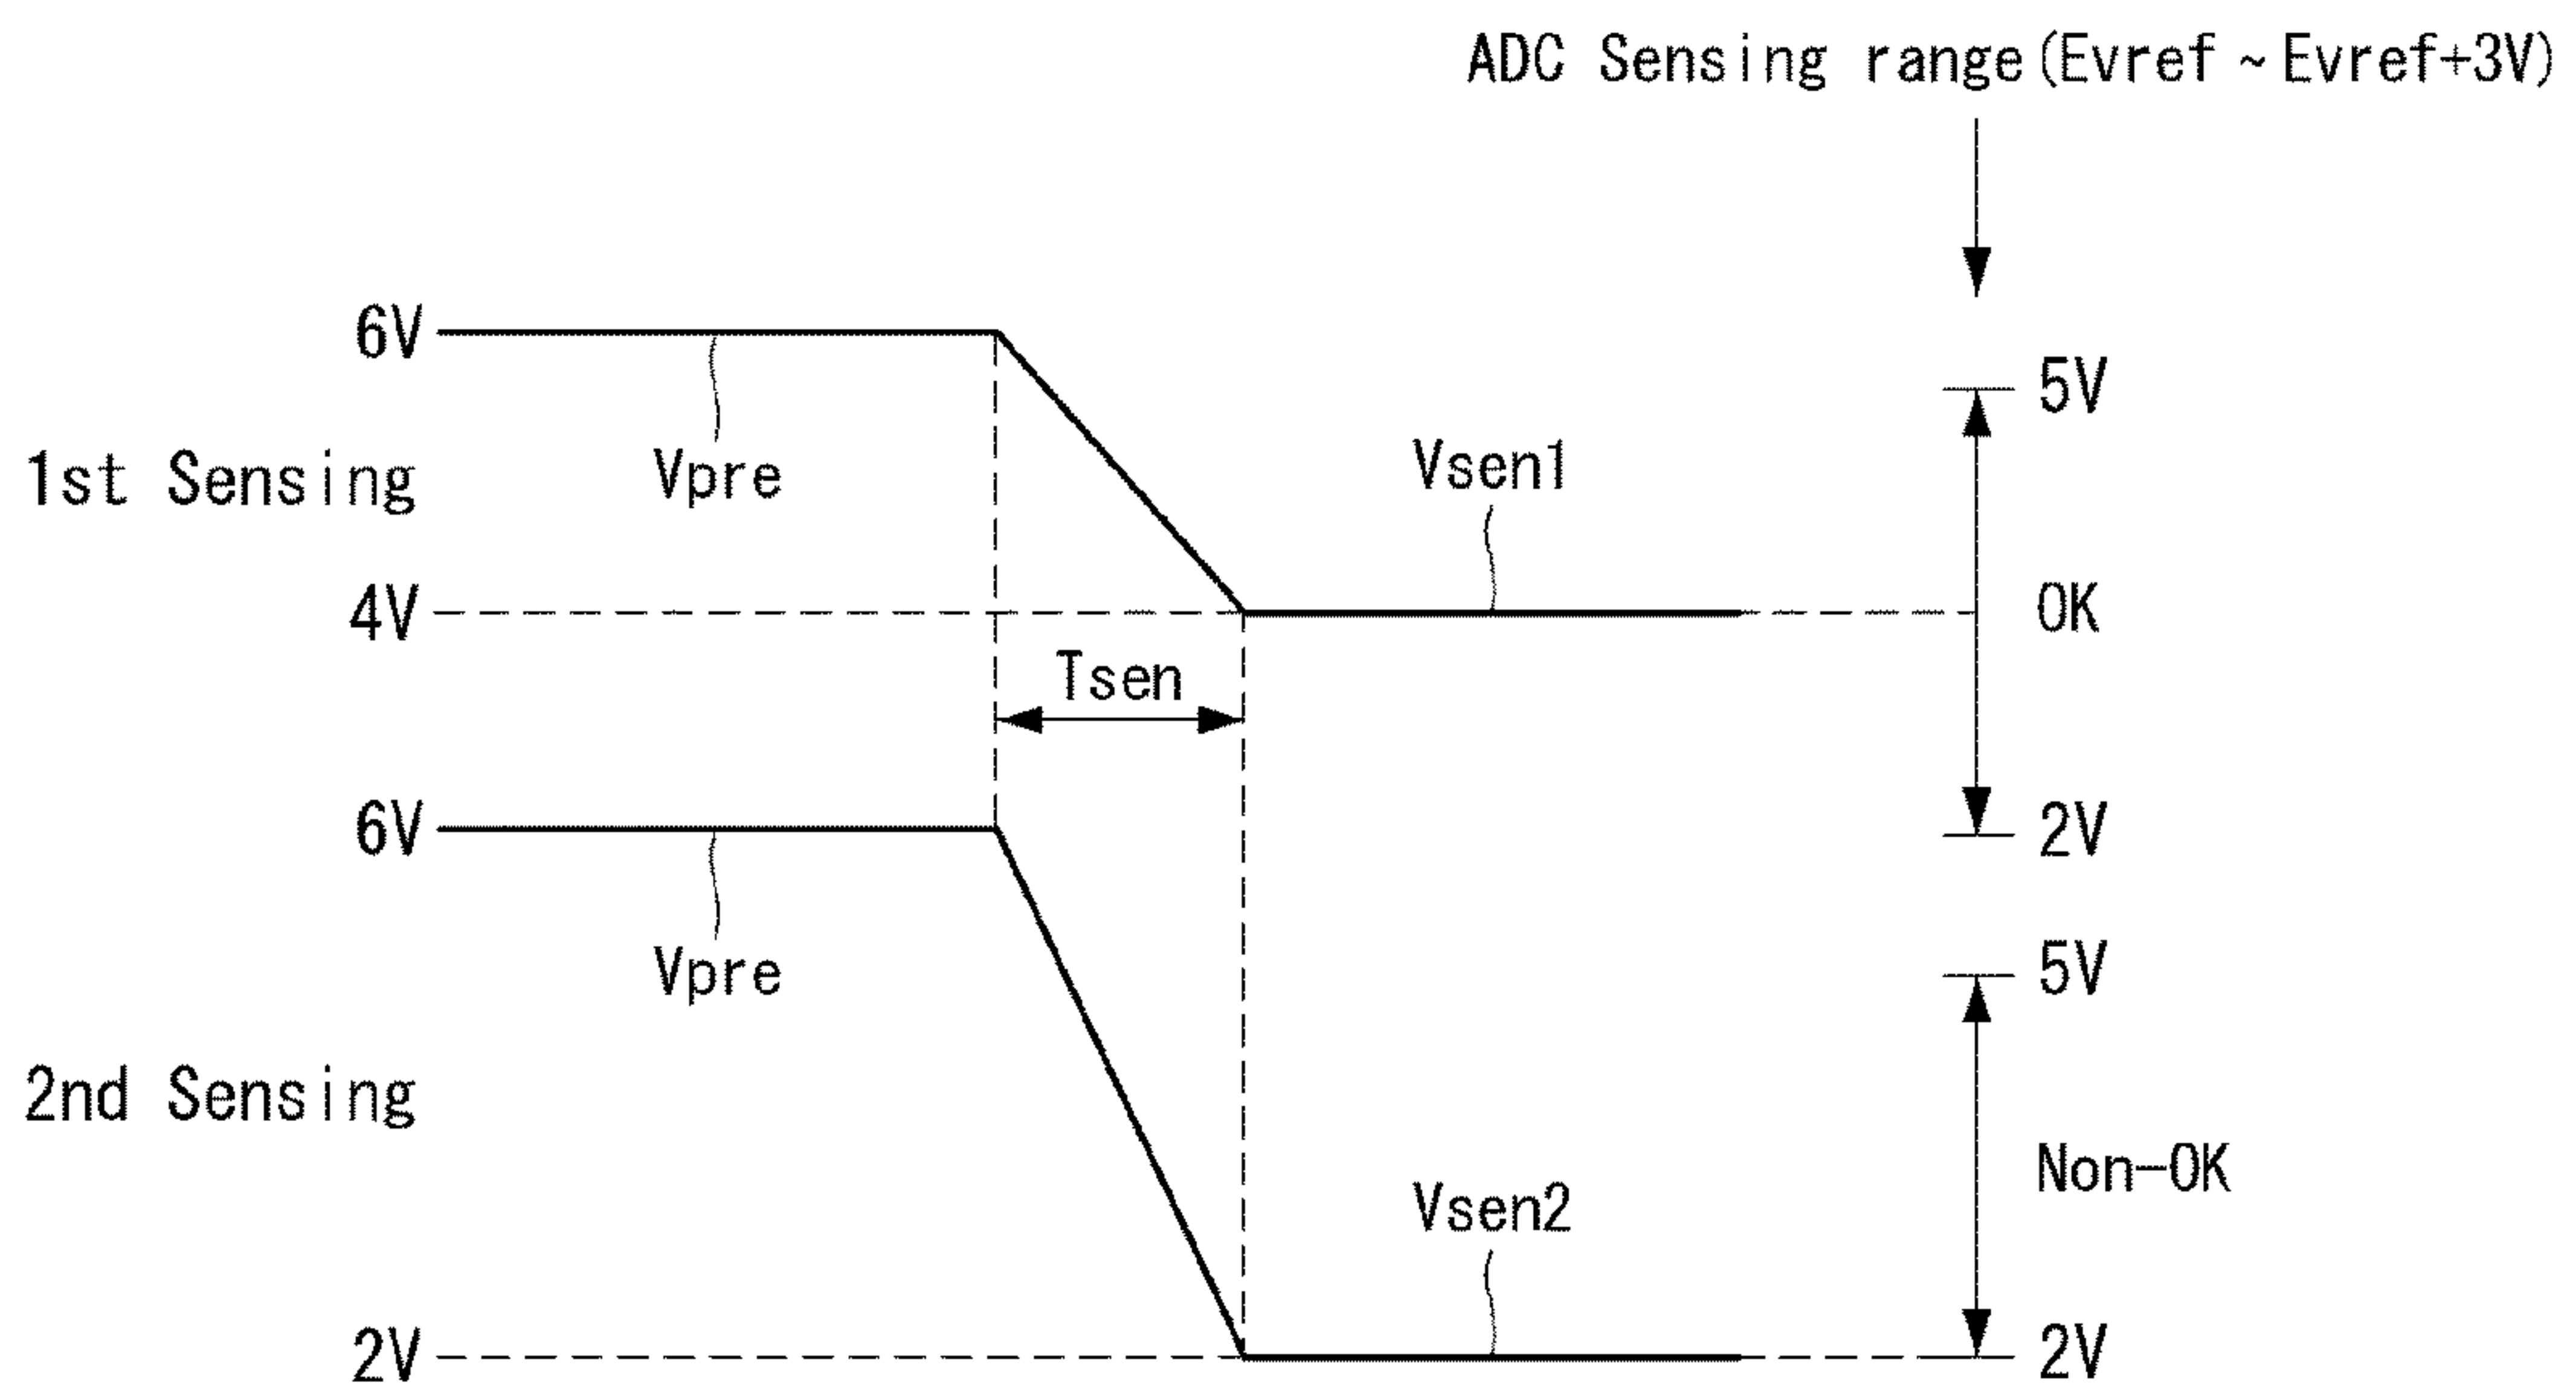 ADC Sensing range(Evref ~ Evref+3V)
6V
5V
Vpre
Vsen1
1st Sensing
4V
OK
Tsen
6V
2V
Vpre
5V
2nd Sensing
Non-OK
Vsen2
2V
2V